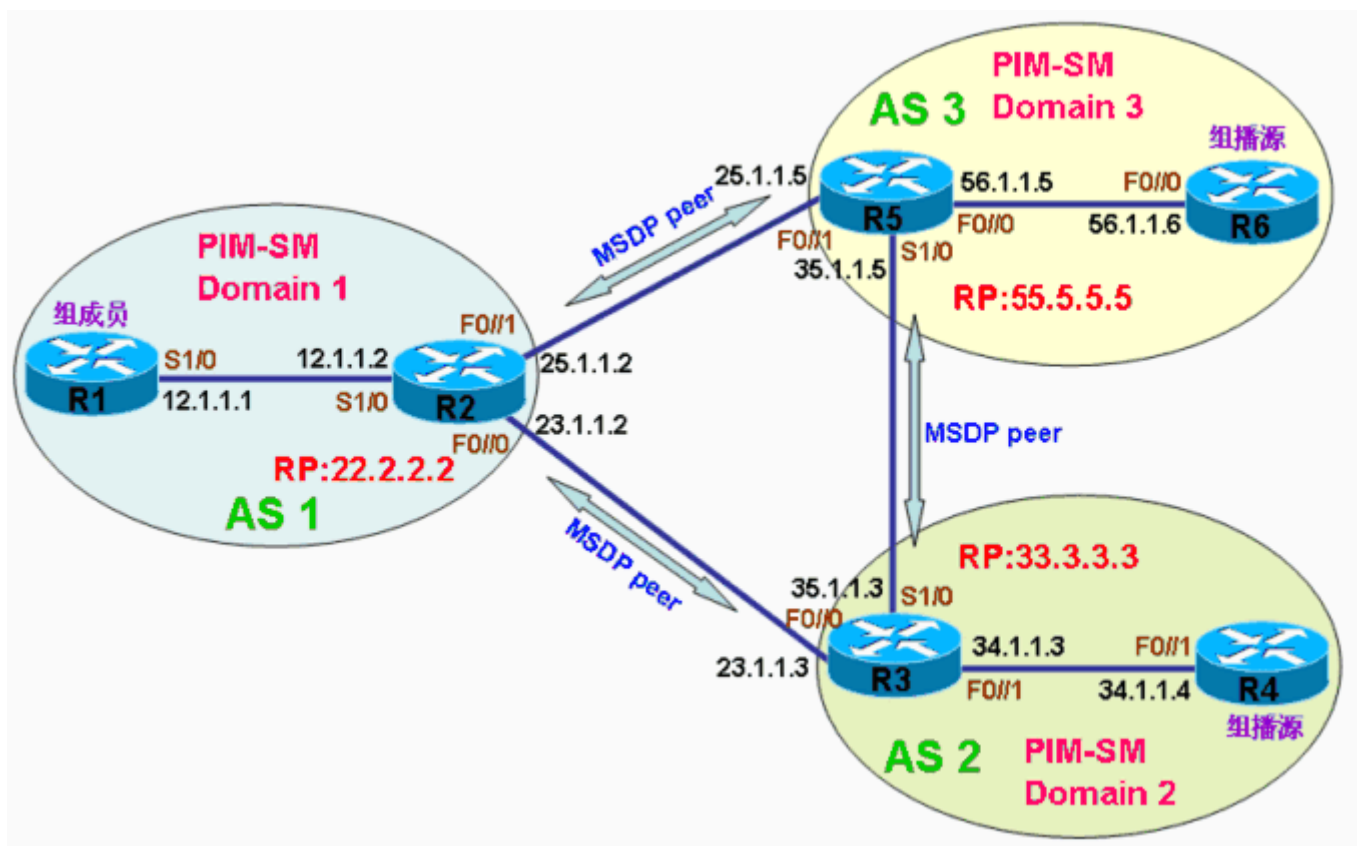 PIM-SM
Domain 3
AS 3
组播源
25.1.1.5
56.1.1.5
F0//0
MSDP peer
R5
R6
F0//1
F0//0
56.1.1.6
35.1.1.5
S1/0
RP:55.5.5.5
PIM-SM
Domain 1
组成员
F0//1
S1/0
12.1.1.2
25.1.1.2
R1
12.1.1.1
S1/0
R2
23.1.1.2
F0//0
RP:22.2.2.2
AS 1
MSDP peer
MSDP peer
RP:33.3.3.3
35.1.1.3
S1/0
F0//0
34.1.1.3
F0//1
23.1.1.3
R3
F0//1
34.1.1.4
R4
组播源
AS 2
PIM-SM
Domain 2